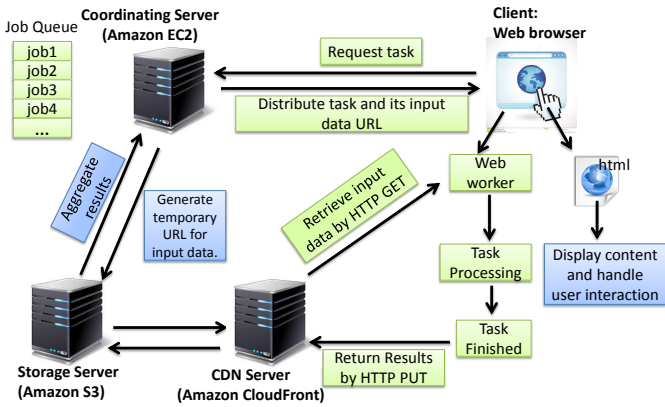 Job Queue
job1
job2
job3
job4
...
Coordinating Server
(Amazon EC2)
Request task
Distribute task and its input
data URL
Client:
Web browser
html
Aggregate
results
Generate
temporary
URL for
input data.
Retrieve input
data by HTTP GET
Web
worker
Task
Processing
Task
Finished
Display content
and handle
user interaction
Return Results
by HTTP PUT
Storage Server
(Amazon S3)
CDN Server
(Amazon CloudFront)